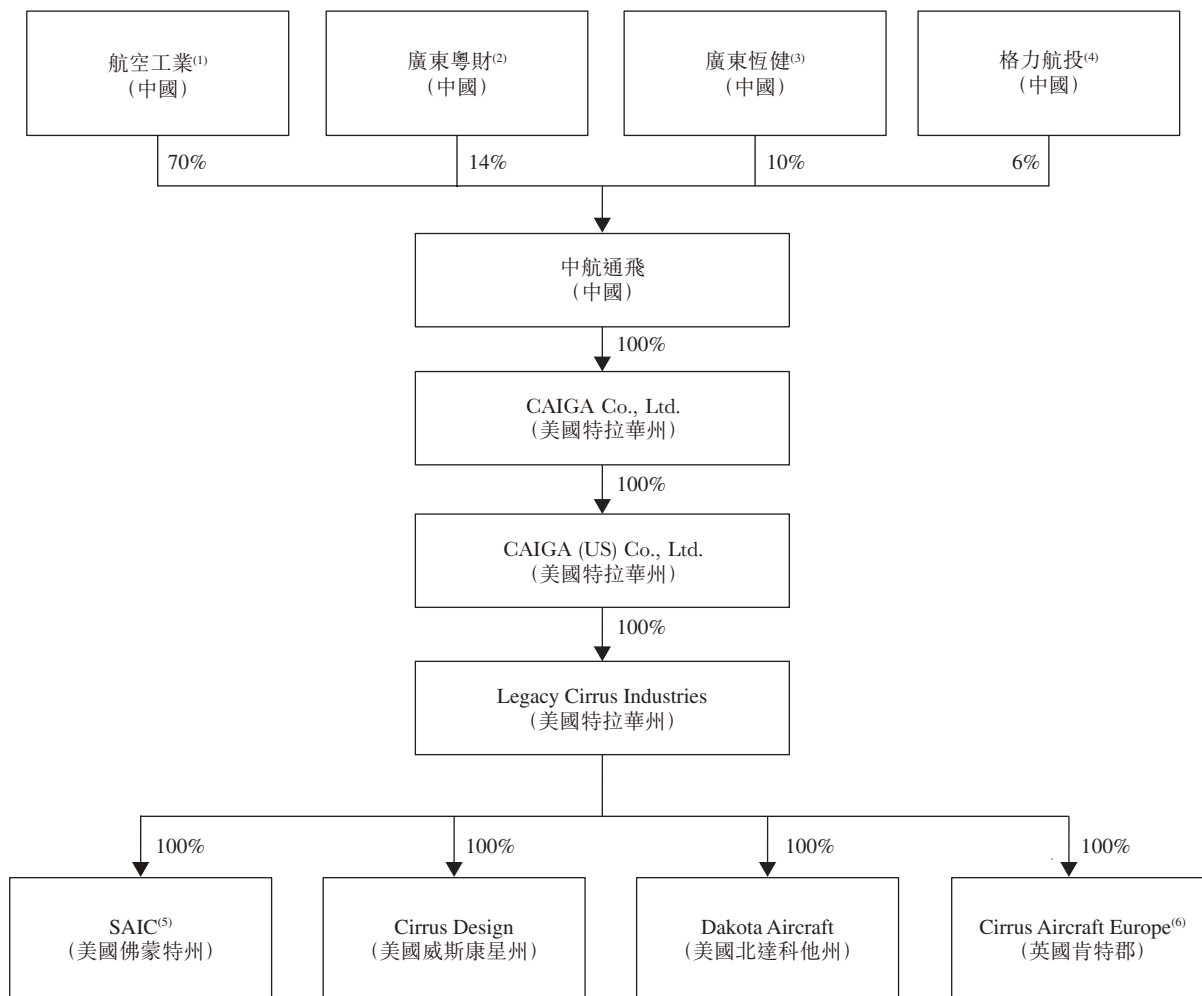 航空工業(1)
（中國）
廣東粵財(2)
（中國）
廣東恆健(3)
（中國）
格力航投(4)
（中國）
70%
14%
10%
6%
中航通飛
（中國）
100%
CAIGA Co., Ltd.
（美國特拉華州）
100%
CAIGA (US) Co., Ltd.
（美國特拉華州）
100%
Legacy Cirrus Industries
（美國特拉華州）
100%
100%
100%
100%
SAIC(5)
（美國佛蒙特州）
Cirrus Design
（美國威斯康星州）
Dakota Aircraft
（美國北達科他州）
Cirrus Aircraft Europe(6)
（英國肯特郡）